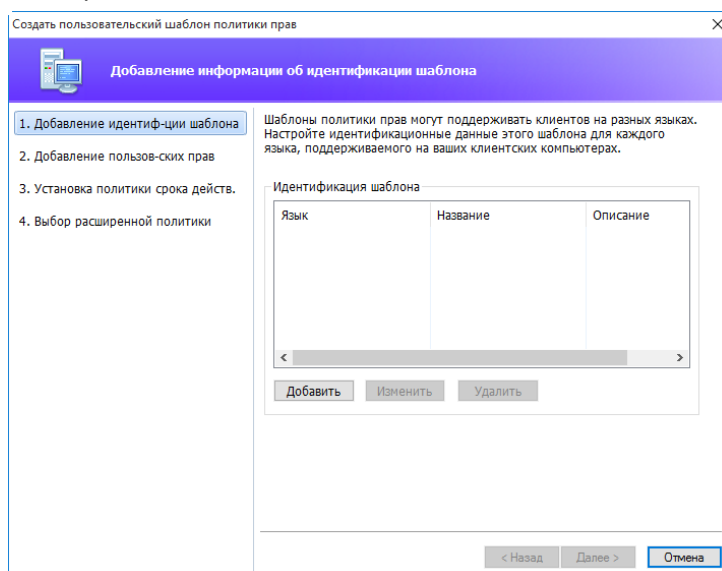 Создать пользовательский шаблон политики прав
Добавление информации об идентификации шаблона
1. Добавление идентиф-ции шаблона
2. Добавление пользов-ских прав
3. Установка политики срока действ.
4. Выбор расширенной политики
Шаблоны политики прав могут поддерживать клиентов на разных языках.
Настройте идентификационные данные этого шаблона для каждого
языка, поддерживаемого на ваших клиентских компьютерах.
Идентификация шаблона
Язык Название Описание
Добавить Изменить Удалить
< Назад Далее > Отмена